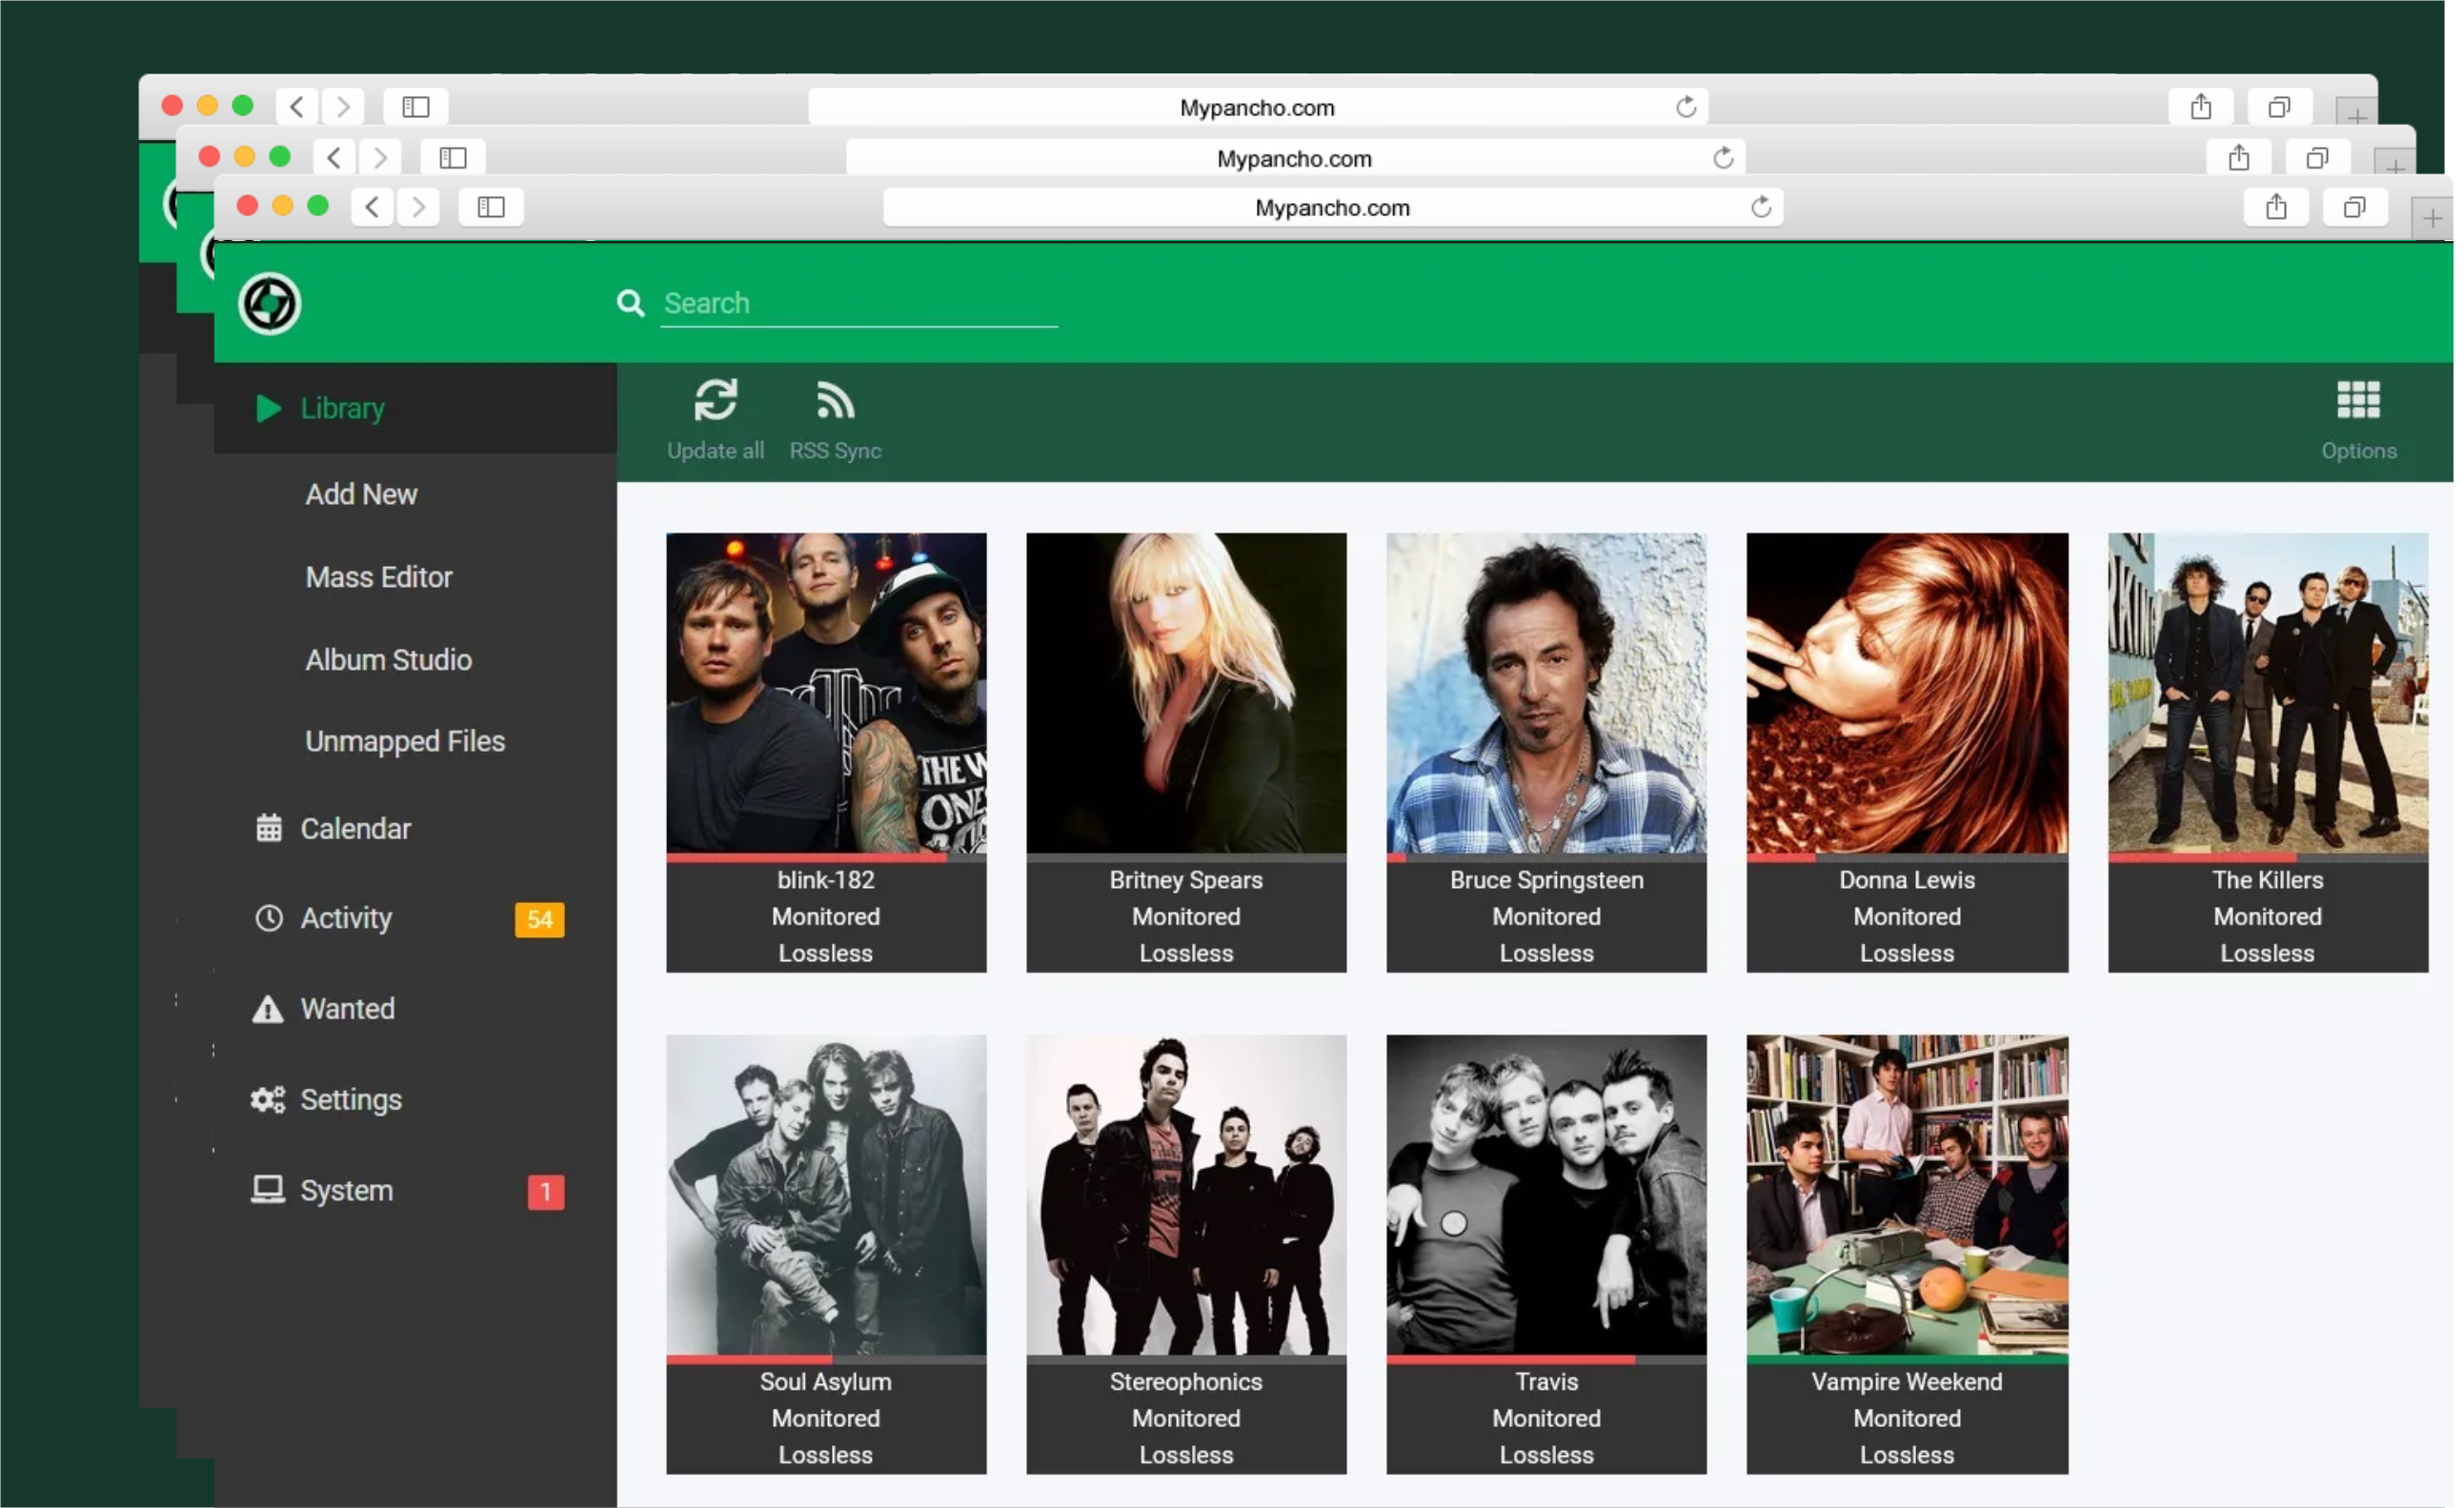 Mypancho.com
Mypancho.com
Mypancho.com
Search
Library
Update all
RSS Sync
Options
Add New
Mass Editor
Album Studio
Unmapped Files
Calendar
Activity 54
Wanted
Settings
System 1
THE W
ONE
blink-182
Monitored
Lossless
Britney Spears
Monitored
Lossless
Bruce Springsteen
Monitored
Lossless
Donna Lewis
Monitored
Lossless
The Killers
Monitored
Lossless
Soul Asylum
Monitored
Lossless
Stereophonics
Monitored
Lossless
Travis
Monitored
Lossless
Vampire Weekend
Monitored
Lossless